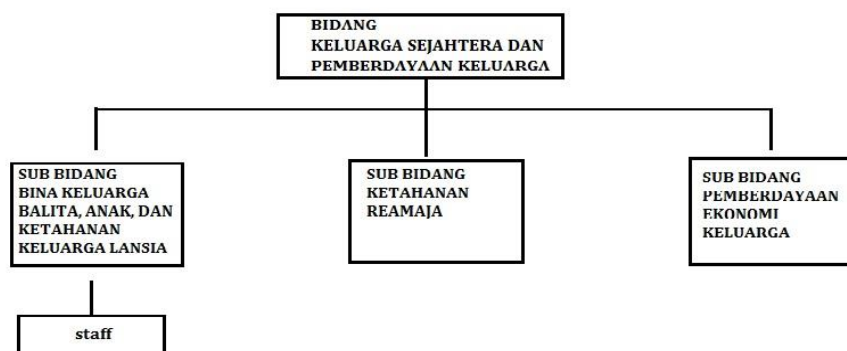 BIDANG
KELUARGA SEJAHTERA DAN
PEMBERDAYAAN KELUARGA
SUB BIDANG
BINA KELUARGA
BALITA, ANAK, DAN
KETAHANAN
KELUARGA LANSIA
SUB BIDANG
KETAHANAN
REAMAJA
SUB BIDANG
PEMBERDAYAAN
EKONOMI
KELUARGA
staff